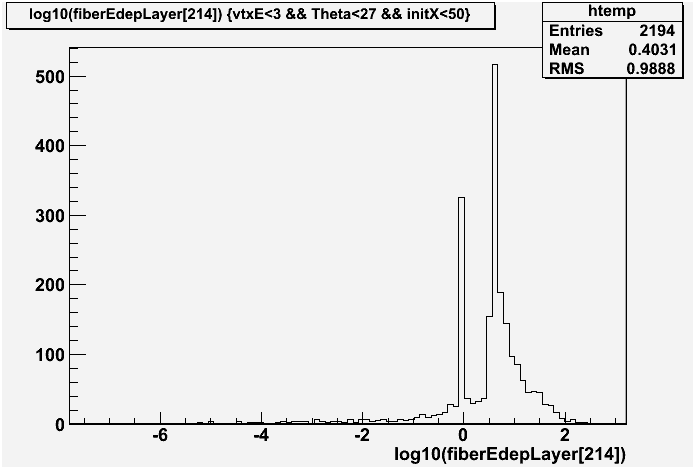 log10(fiberEdepLayer[214]) {vtxE<3 && Theta<27 && initX<50}
htemp
Entries 2194
Mean 0.4031
RMS 0.9888
500
400
300
200
100
0
-6 -4 -2 0 2
log10(fiberEdepLayer[214])